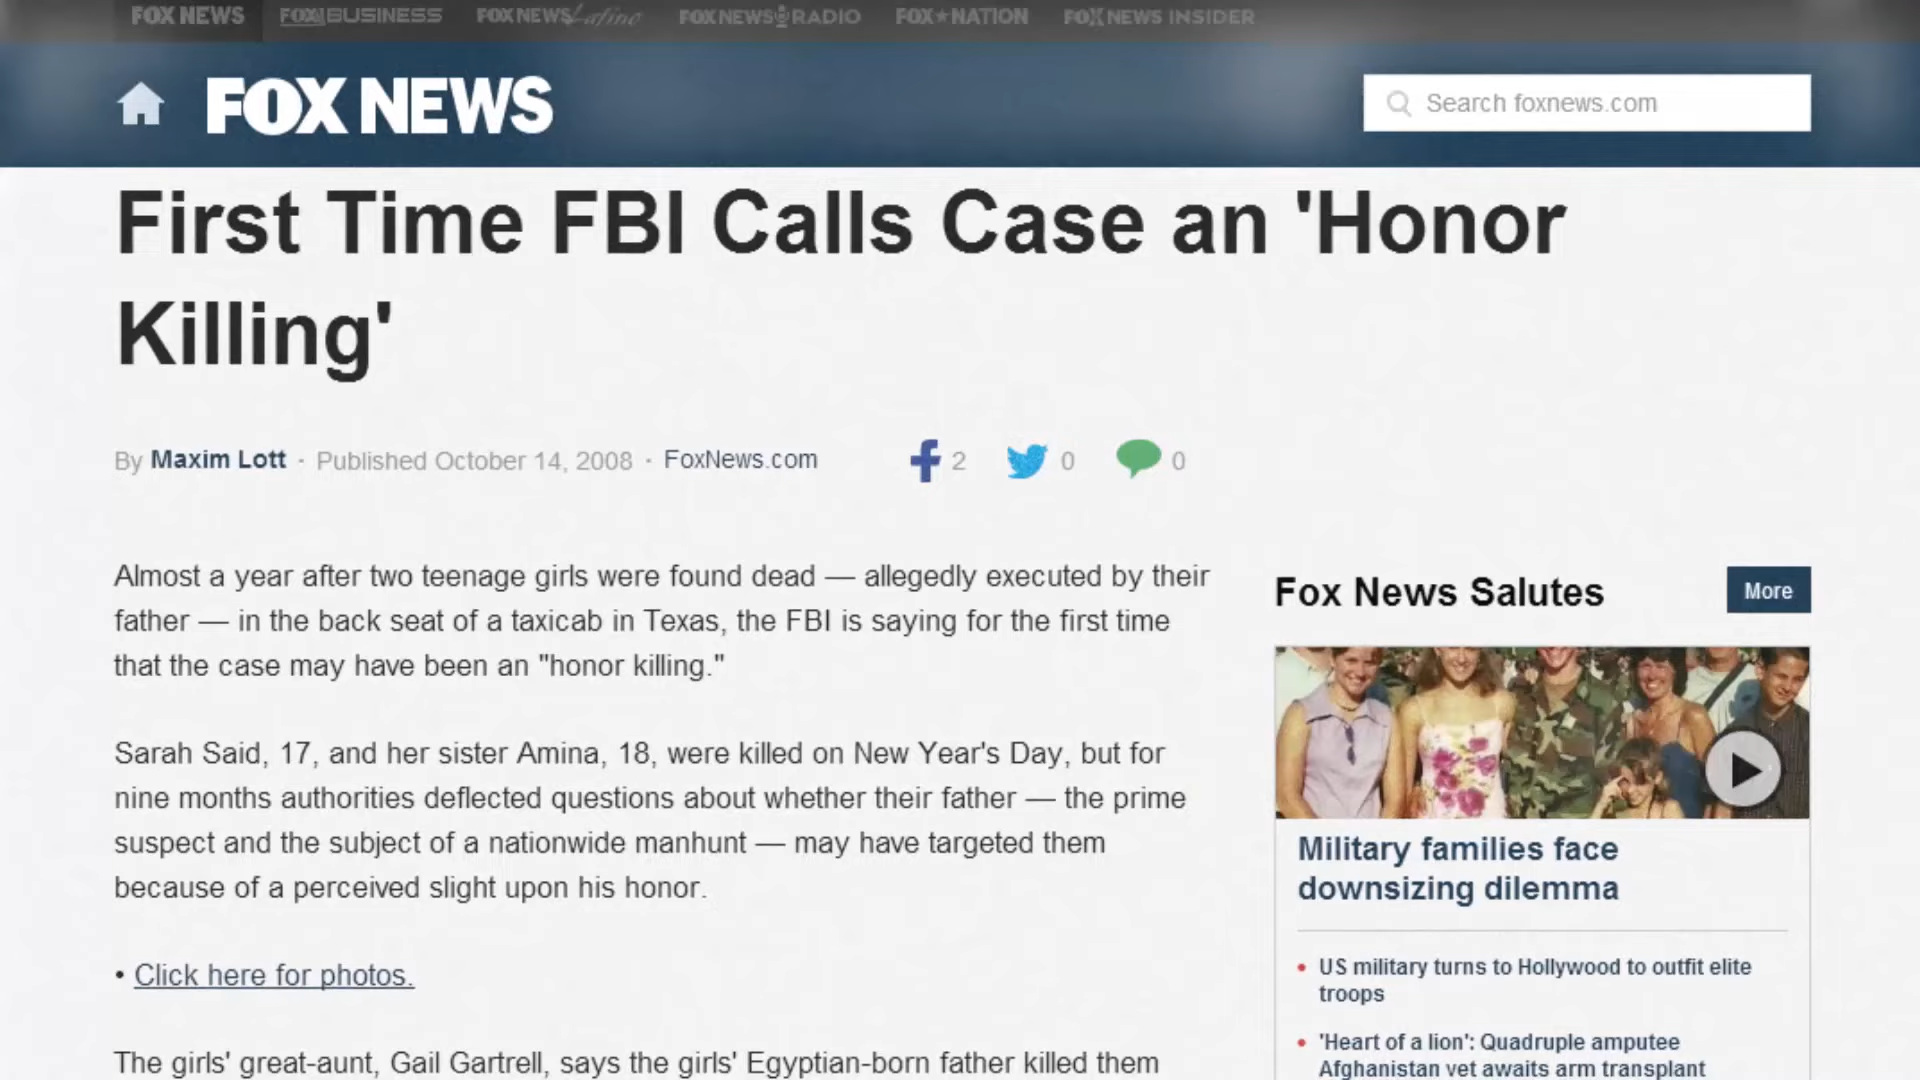 FOX NEWS
FOX BUSINESS
FOX NEWS Latino
FOX NEWS RADIO
FOX NATION
FOX NEWS INSIDER
FOX NEWS
Search foxnews.com
First Time FBI Calls Case an 'Honor
Killing'
By Maxim Lott · Published October 14, 2008 · FoxNews.com
2
0
0
Almost a year after two teenage girls were found dead — allegedly executed by their
father — in the back seat of a taxicab in Texas, the FBI is saying for the first time
that the case may have been an "honor killing."
Sarah Said, 17, and her sister Amina, 18, were killed on New Year's Day, but for
nine months authorities deflected questions about whether their father — the prime
suspect and the subject of a nationwide manhunt — may have targeted them
because of a perceived slight upon his honor.
• Click here for photos.
The girls' great-aunt, Gail Gartrell, says the girls' Egyptian-born father killed them
Fox News Salutes
More
Military families face
downsizing dilemma
• US military turns to Hollywood to outfit elite
troops
• 'Heart of a lion': Quadruple amputee
Afghanistan vet awaits arm transplant